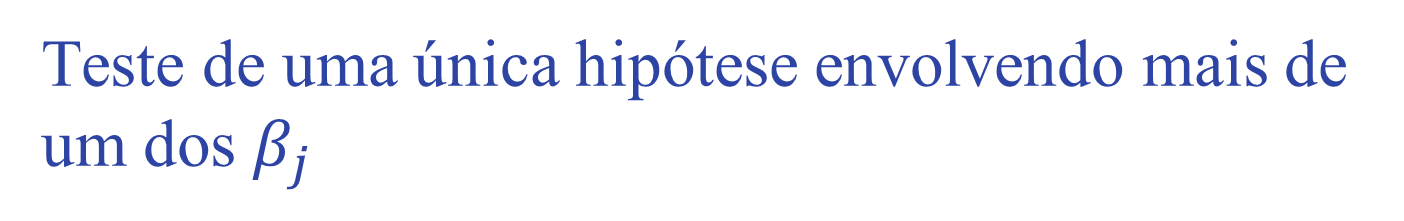 Teste de uma única hipótese envolvendo mais de
um dos βⱼ